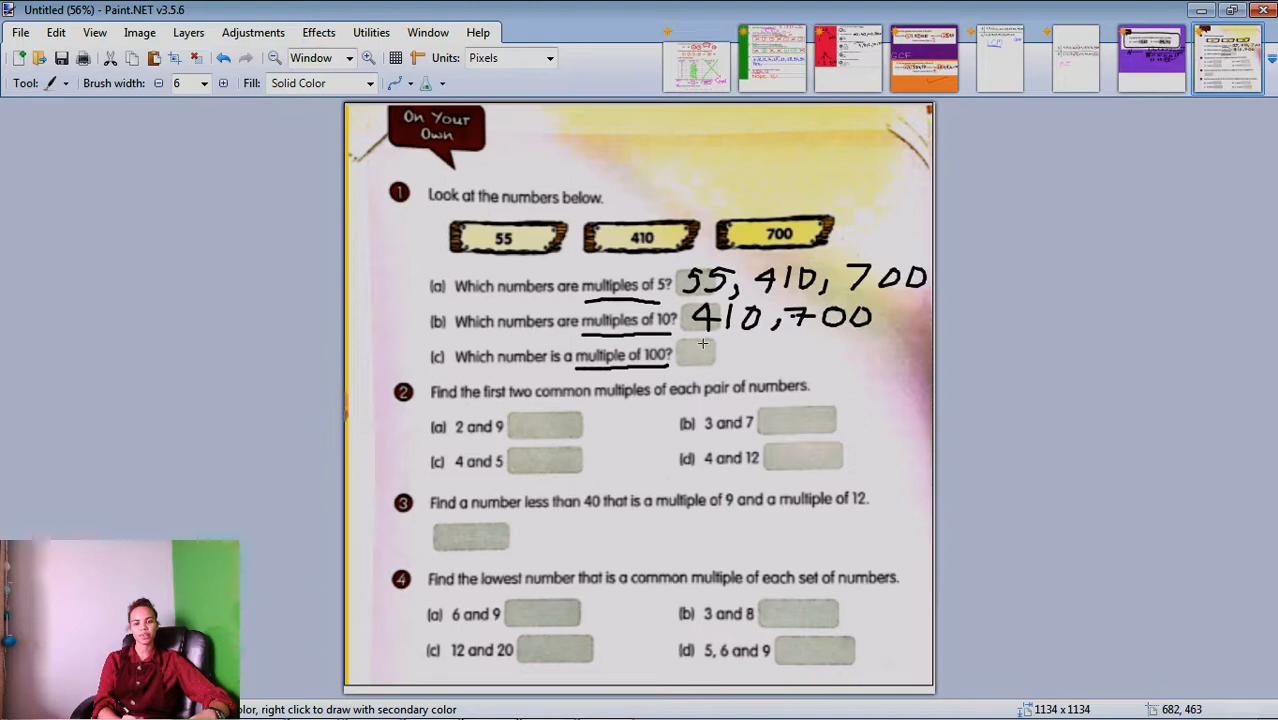 Untitled (56%) - Paint.NET v3.5.6
File Edit View Image Layers Adjustments Effects Utilities Window Help
Window Units: Pixels
Tool: Brush width: 6 Fill: Solid Color
On Your
Own
1 Look at the numbers below.
55 410 700
(a) Which numbers are multiples of 5? 55, 410, 700
(b) Which numbers are multiples of 10? 410, 700
(c) Which number is a multiple of 100?
2 Find the first two common multiples of each pair of numbers.
(a) 2 and 9 (b) 3 and 7
(c) 4 and 5 (d) 4 and 12
3 Find a number less than 40 that is a multiple of 9 and a multiple of 12.
4 Find the lowest number that is a common multiple of each set of numbers.
(a) 6 and 9 (b) 3 and 8
(c) 12 and 20 (d) 5, 6 and 9
color, right click to draw with secondary color 1134 x 1134 682, 463